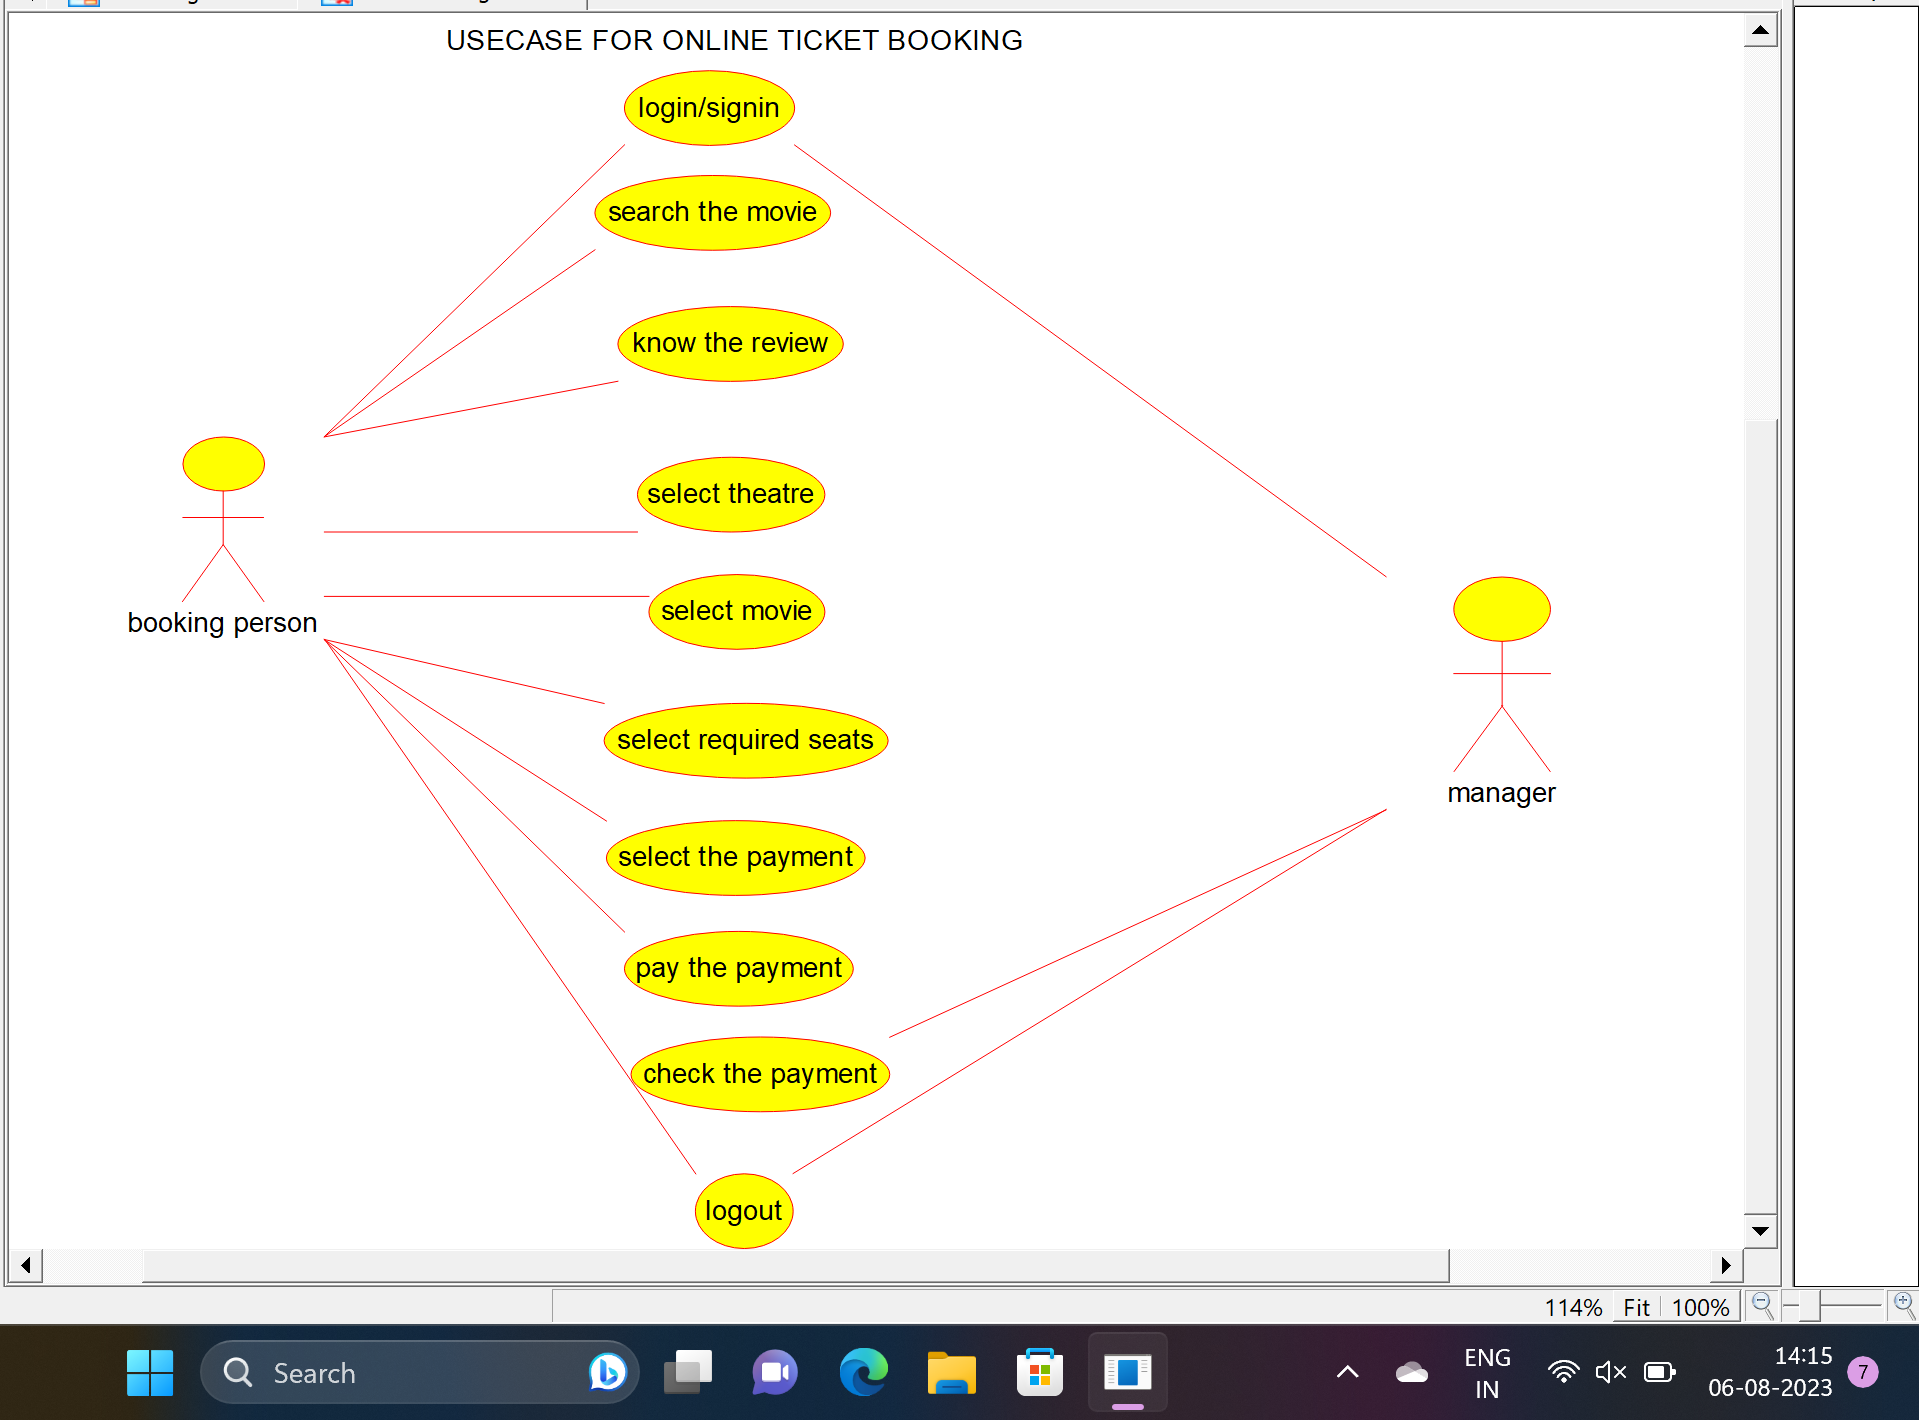 USECASE FOR ONLINE TICKET BOOKING
login/signin
search the movie
know the review
select theatre
select movie
booking person
select required seats
manager
select the payment
pay the payment
check the payment
logout
114% Fit 100%
Search
ENG
IN
14:15
06-08-2023
7